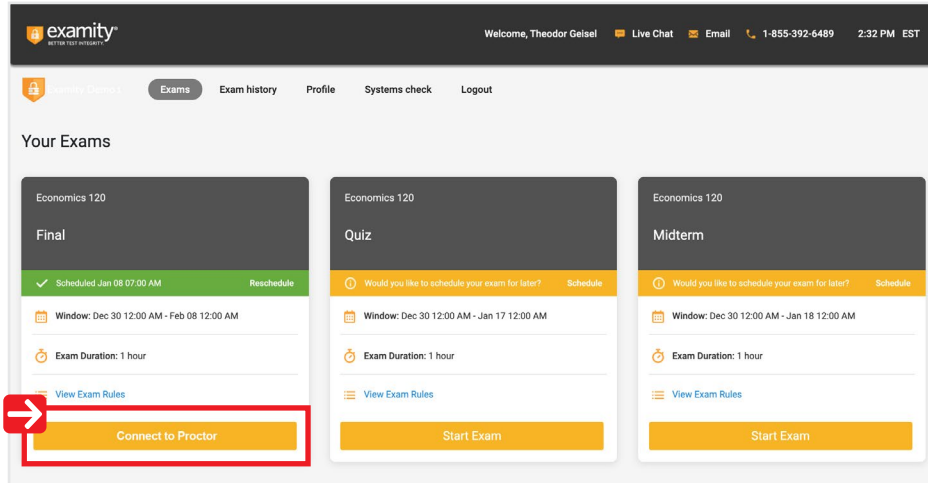 examity®
BETTER TEST INTEGRITY
Welcome, Theodor Geisel Live Chat Email 1-855-392-6489 2:32 PM EST
Exams Exam history Profile Systems check Logout
Your Exams
Economics 120
Final
Scheduled Jan 08 07:00 AM Reschedule
Window: Dec 30 12:00 AM - Feb 08 12:00 AM
Exam Duration: 1 hour
View Exam Rules
Connect to Proctor
Economics 120
Quiz
Would you like to schedule your exam for later? Schedule
Window: Dec 30 12:00 AM - Jan 17 12:00 AM
Exam Duration: 1 hour
View Exam Rules
Start Exam
Economics 120
Midterm
Would you like to schedule your exam for later? Schedule
Window: Dec 30 12:00 AM - Jan 18 12:00 AM
Exam Duration: 1 hour
View Exam Rules
Start Exam